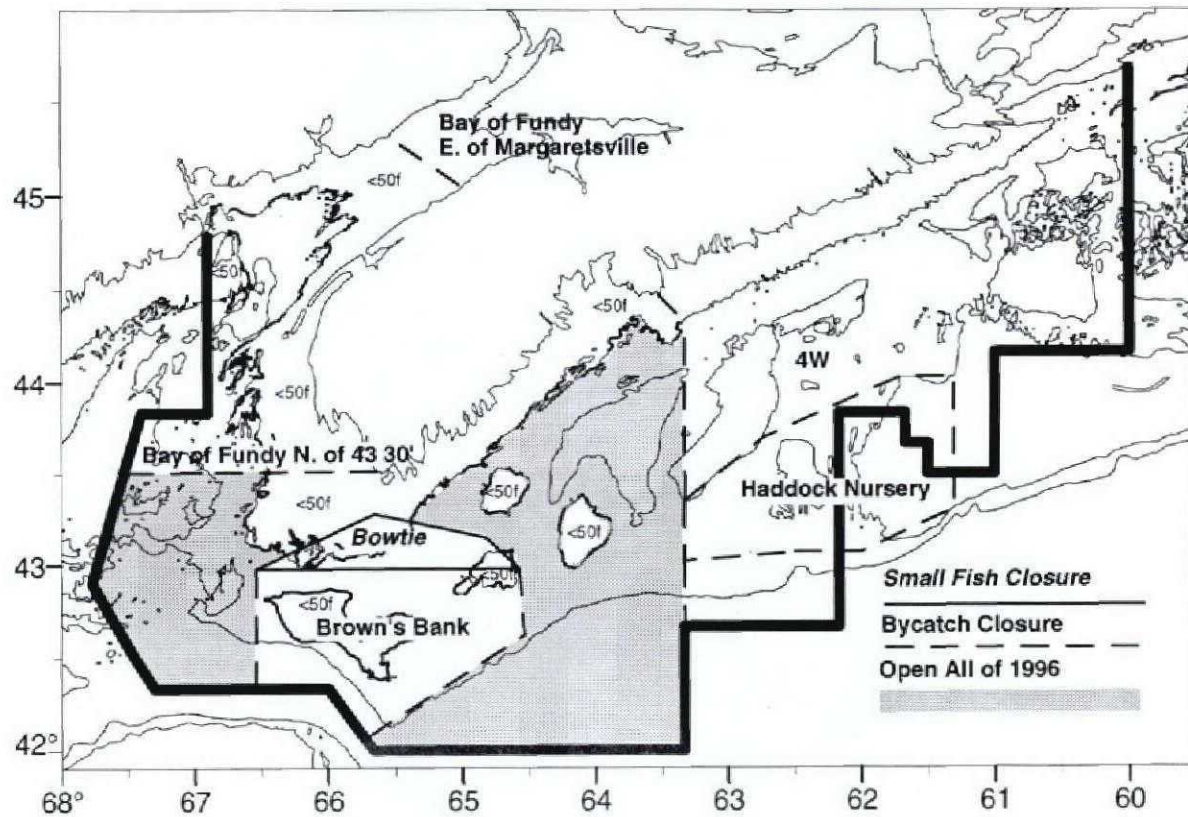 Bay of Fundy
E. of Margaretsville
<50f
45
<50f
<50f
44
4W
<50f
Bay of Fundy N. of 43 30'
<50f
Haddock Nursery
<50f
<50f
Bowtie
43
<50f
Small Fish Closure
<50f
Brown's Bank
Bycatch Closure
Open All of 1996
42°
68° 67 66 65 64 63 62 61 60